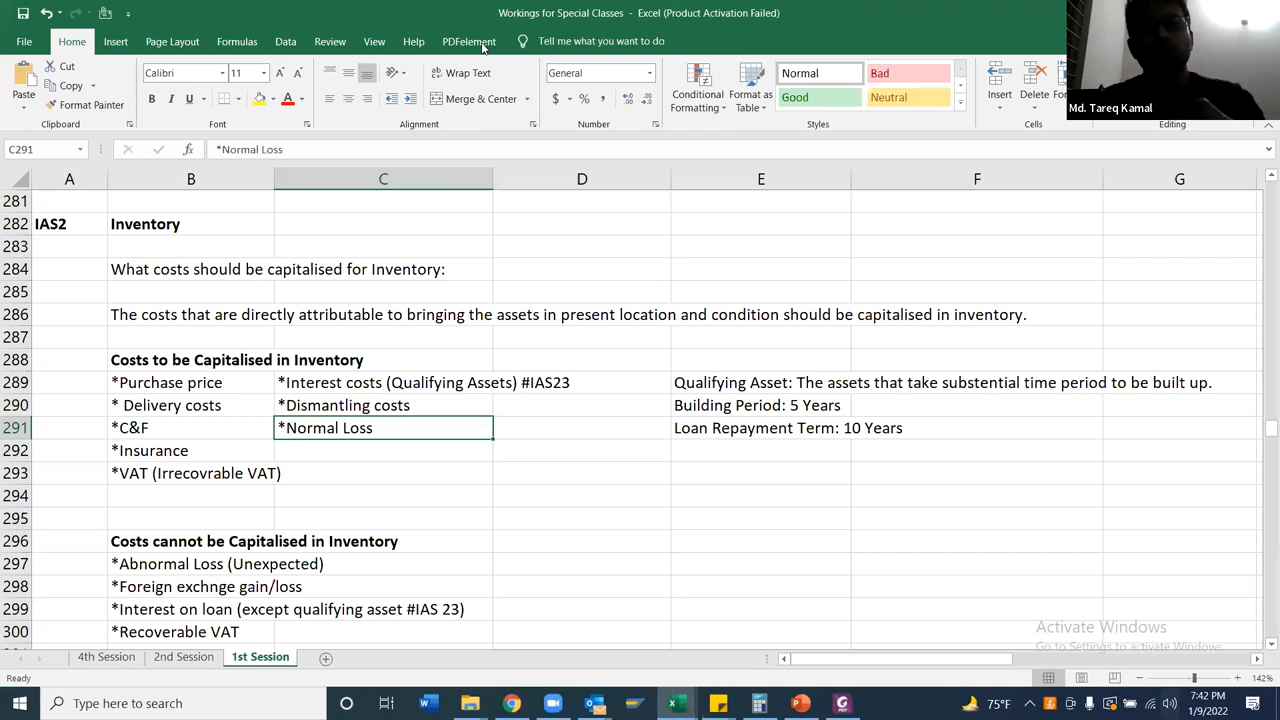 Workings for Special Classes - Excel (Product Activation Failed)
File Home Insert Page Layout Formulas Data Review View Help PDFelement Tell me what you want to do
Md. Tareq Kamal
Paste Cut Copy Format Painter
Clipboard
Calibri 11
B I U
Font
Wrap Text
Merge & Center
Alignment
General
$ % ,
Number
Conditional Formatting
Format as Table
Normal Bad
Good Neutral
Styles
Insert Delete
Cells
Editing
C291 fx *Normal Loss
A B C D E F G
281
282 IAS2 Inventory
283
284 What costs should be capitalised for Inventory:
285
286 The costs that are directly attributable to bringing the assets in present location and condition should be capitalised in inventory.
287
288 Costs to be Capitalised in Inventory
289 *Purchase price *Interest costs (Qualifying Assets) #IAS23 Qualifying Asset: The assets that take substential time period to be built up.
290 * Delivery costs *Dismantling costs Building Period: 5 Years
291 *C&F *Normal Loss Loan Repayment Term: 10 Years
292 *Insurance
293 *VAT (Irrecovrable VAT)
294
295
296 Costs cannot be Capitalised in Inventory
297 *Abnormal Loss (Unexpected)
298 *Foreign exchnge gain/loss
299 *Interest on loan (except qualifying asset #IAS 23)
300 *Recoverable VAT
Activate Windows
Go to Settings to activate Windows.
4th Session 2nd Session 1st Session
Ready 142%
Type here to search
75°F
7:42 PM
1/9/2022